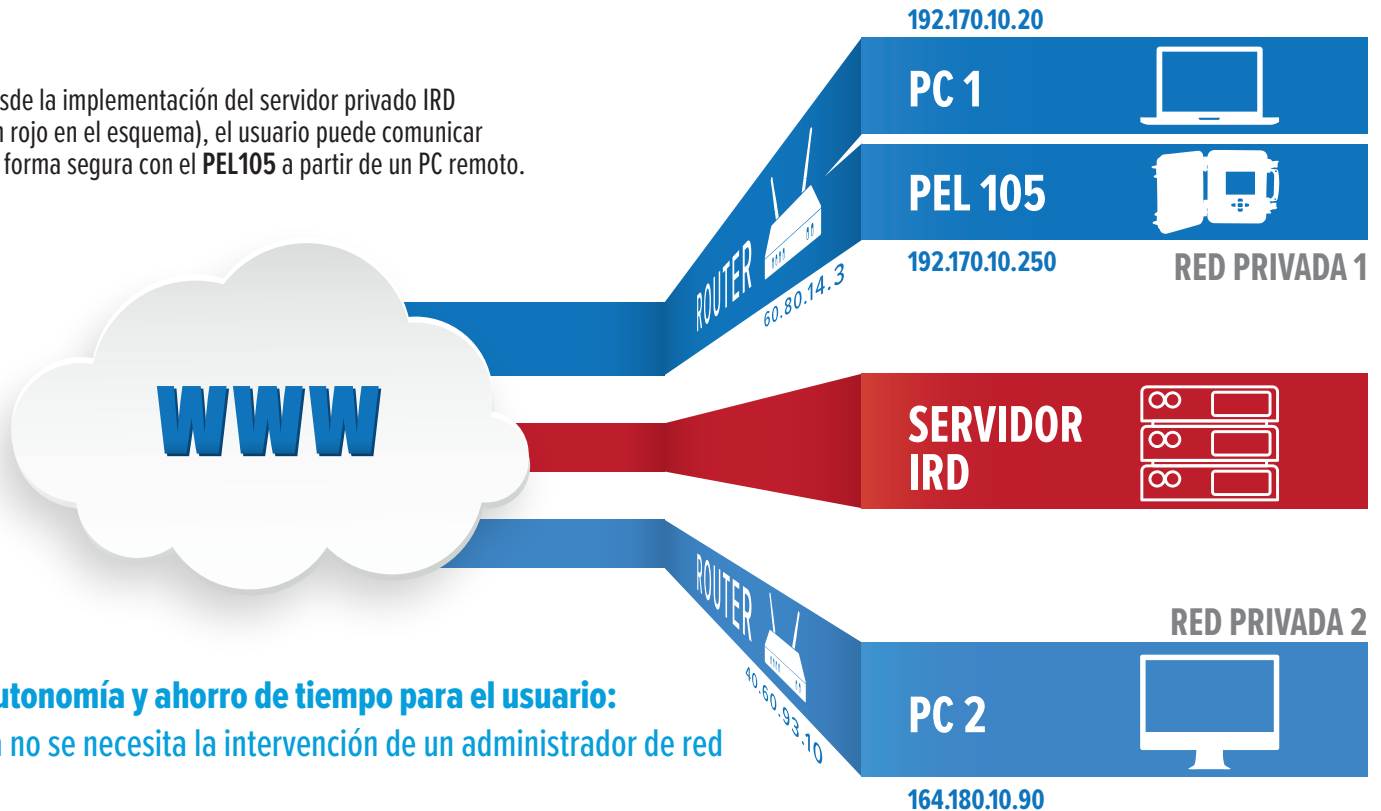 192.170.10.20
sde la implementación del servidor privado IRD
n rojo en el esquema), el usuario puede comunicar
forma segura con el PEL105 a partir de un PC remoto.
PC 1
PEL 105
192.170.10.250
RED PRIVADA 1
ROUTER
60.80.14.3
WWW
SERVIDOR
IRD
ROUTER
40.60.93.10
RED PRIVADA 2
PC 2
164.180.10.90
utonomía y ahorro de tiempo para el usuario:
no se necesita la intervención de un administrador de red